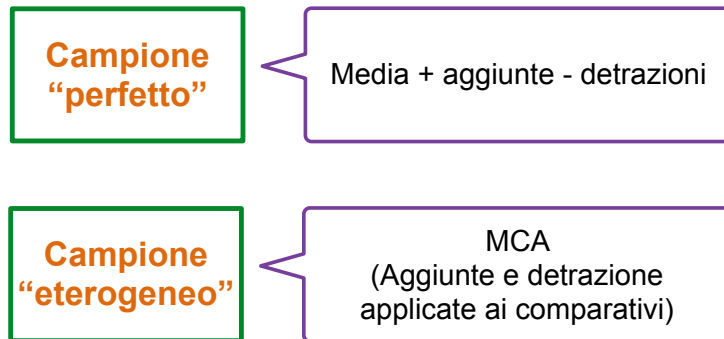 Campione
“perfetto”
Media + aggiunte - detrazioni
Campione
“eterogeneo”
MCA
(Aggiunte e detrazione
applicate ai comparativi)